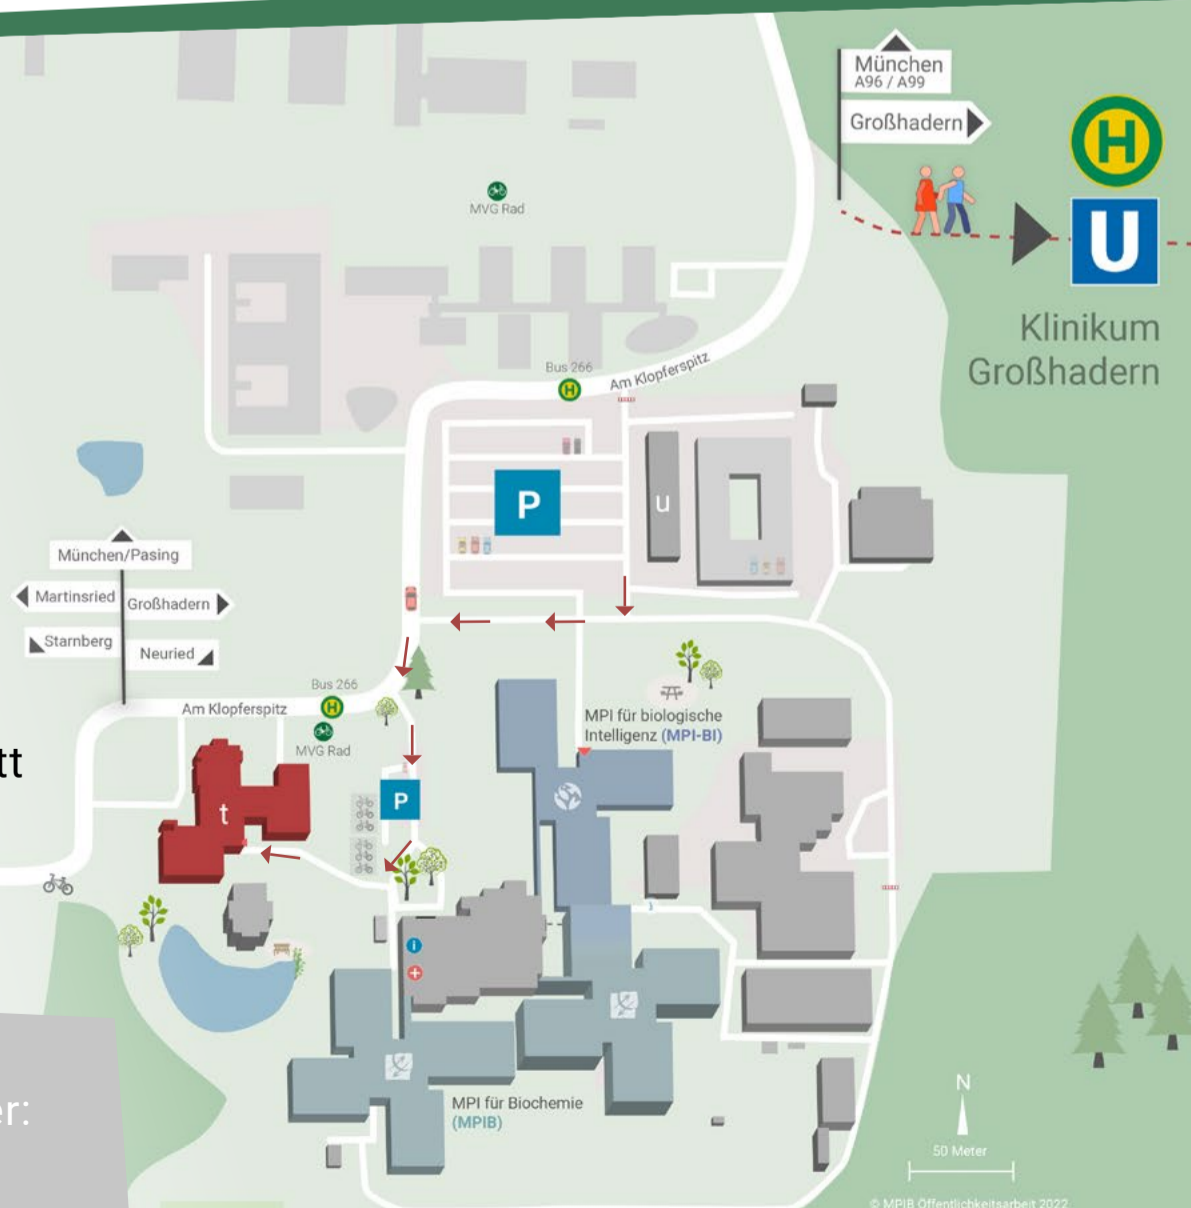 München
A96 / A99
Großhadern
H
U
Klinikum
Großhadern
MVG Rad
Bus 266
H
Am Klopferspitz
P
u
München/Pasing
Martinsried
Großhadern
Starnberg
Neuried
Bus 266
H
Am Klopferspitz
MVG Rad
MPI für biologische
Intelligenz (MPI-BI)
tt
P
t
i
MPI für Biochemie
(MPIB)
er:
N
50 Meter
© MPIB Öffentlichkeitsarbeit 2022